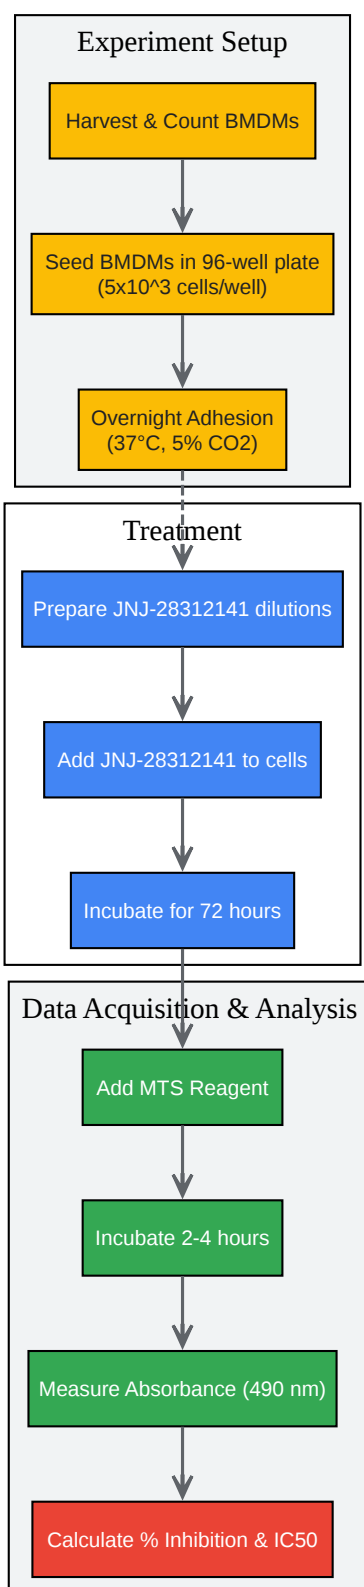 Experiment Setup
Harvest & Count BMDMs
Seed BMDMs in 96-well plate
(5x10^3 cells/well)
Overnight Adhesion
(37°C, 5% CO2)
Treatment
Prepare JNJ-28312141 dilutions
Add JNJ-28312141 to cells
Incubate for 72 hours
Data Acquisition & Analysis
Add MTS Reagent
Incubate 2-4 hours
Measure Absorbance (490 nm)
Calculate % Inhibition & IC50